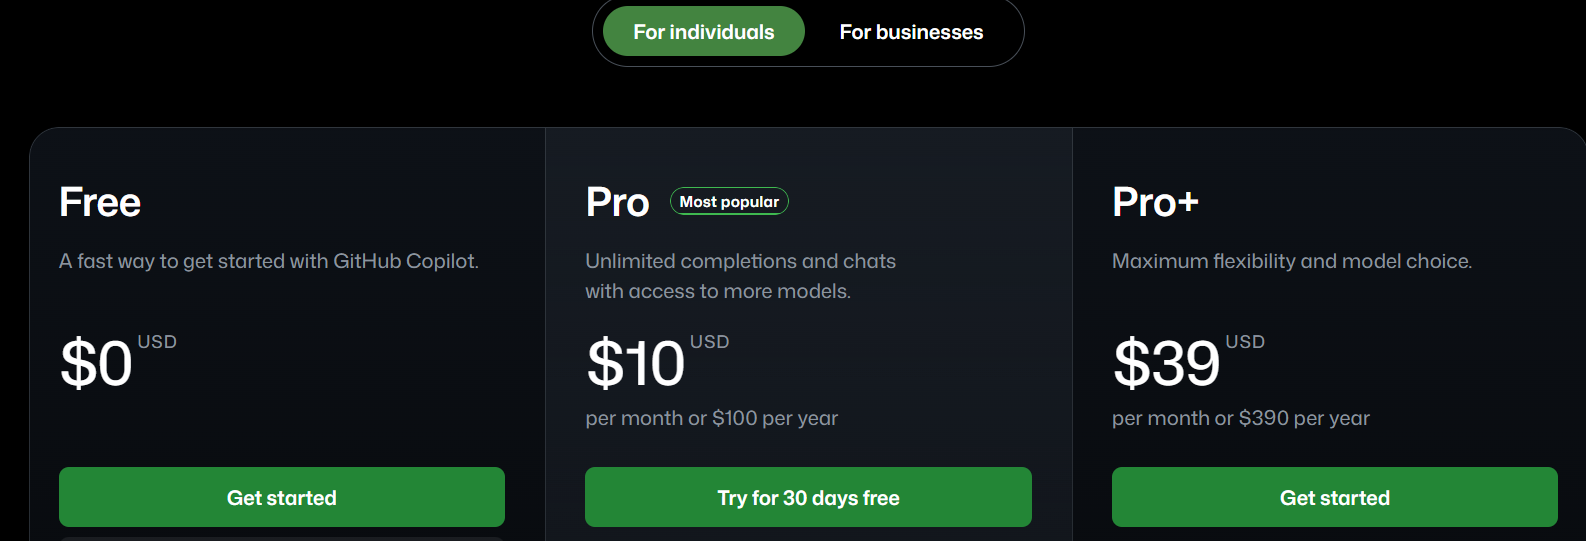 For individuals
For businesses
Free
A fast way to get started with GitHub Copilot.
$0 USD
Get started
Pro
Most popular
Unlimited completions and chats
with access to more models.
$10 USD
per month or $100 per year
Try for 30 days free
Pro+
Maximum flexibility and model choice.
$39 USD
per month or $390 per year
Get started